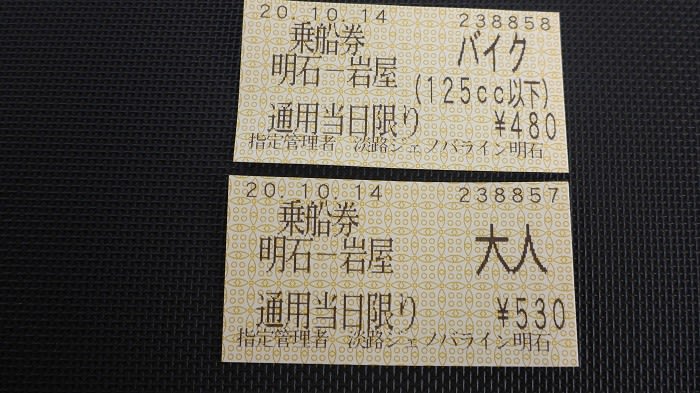 20.10.14 238858
乗船券 バイク
明石ー岩屋 (125cc以下)
通用当日限り ¥480
指定管理者 淡路ジェノバライン明石
20.10.14 238857
乗船券
明石ー岩屋 大人
通用当日限り ¥530
指定管理者 淡路ジェノバライン明石